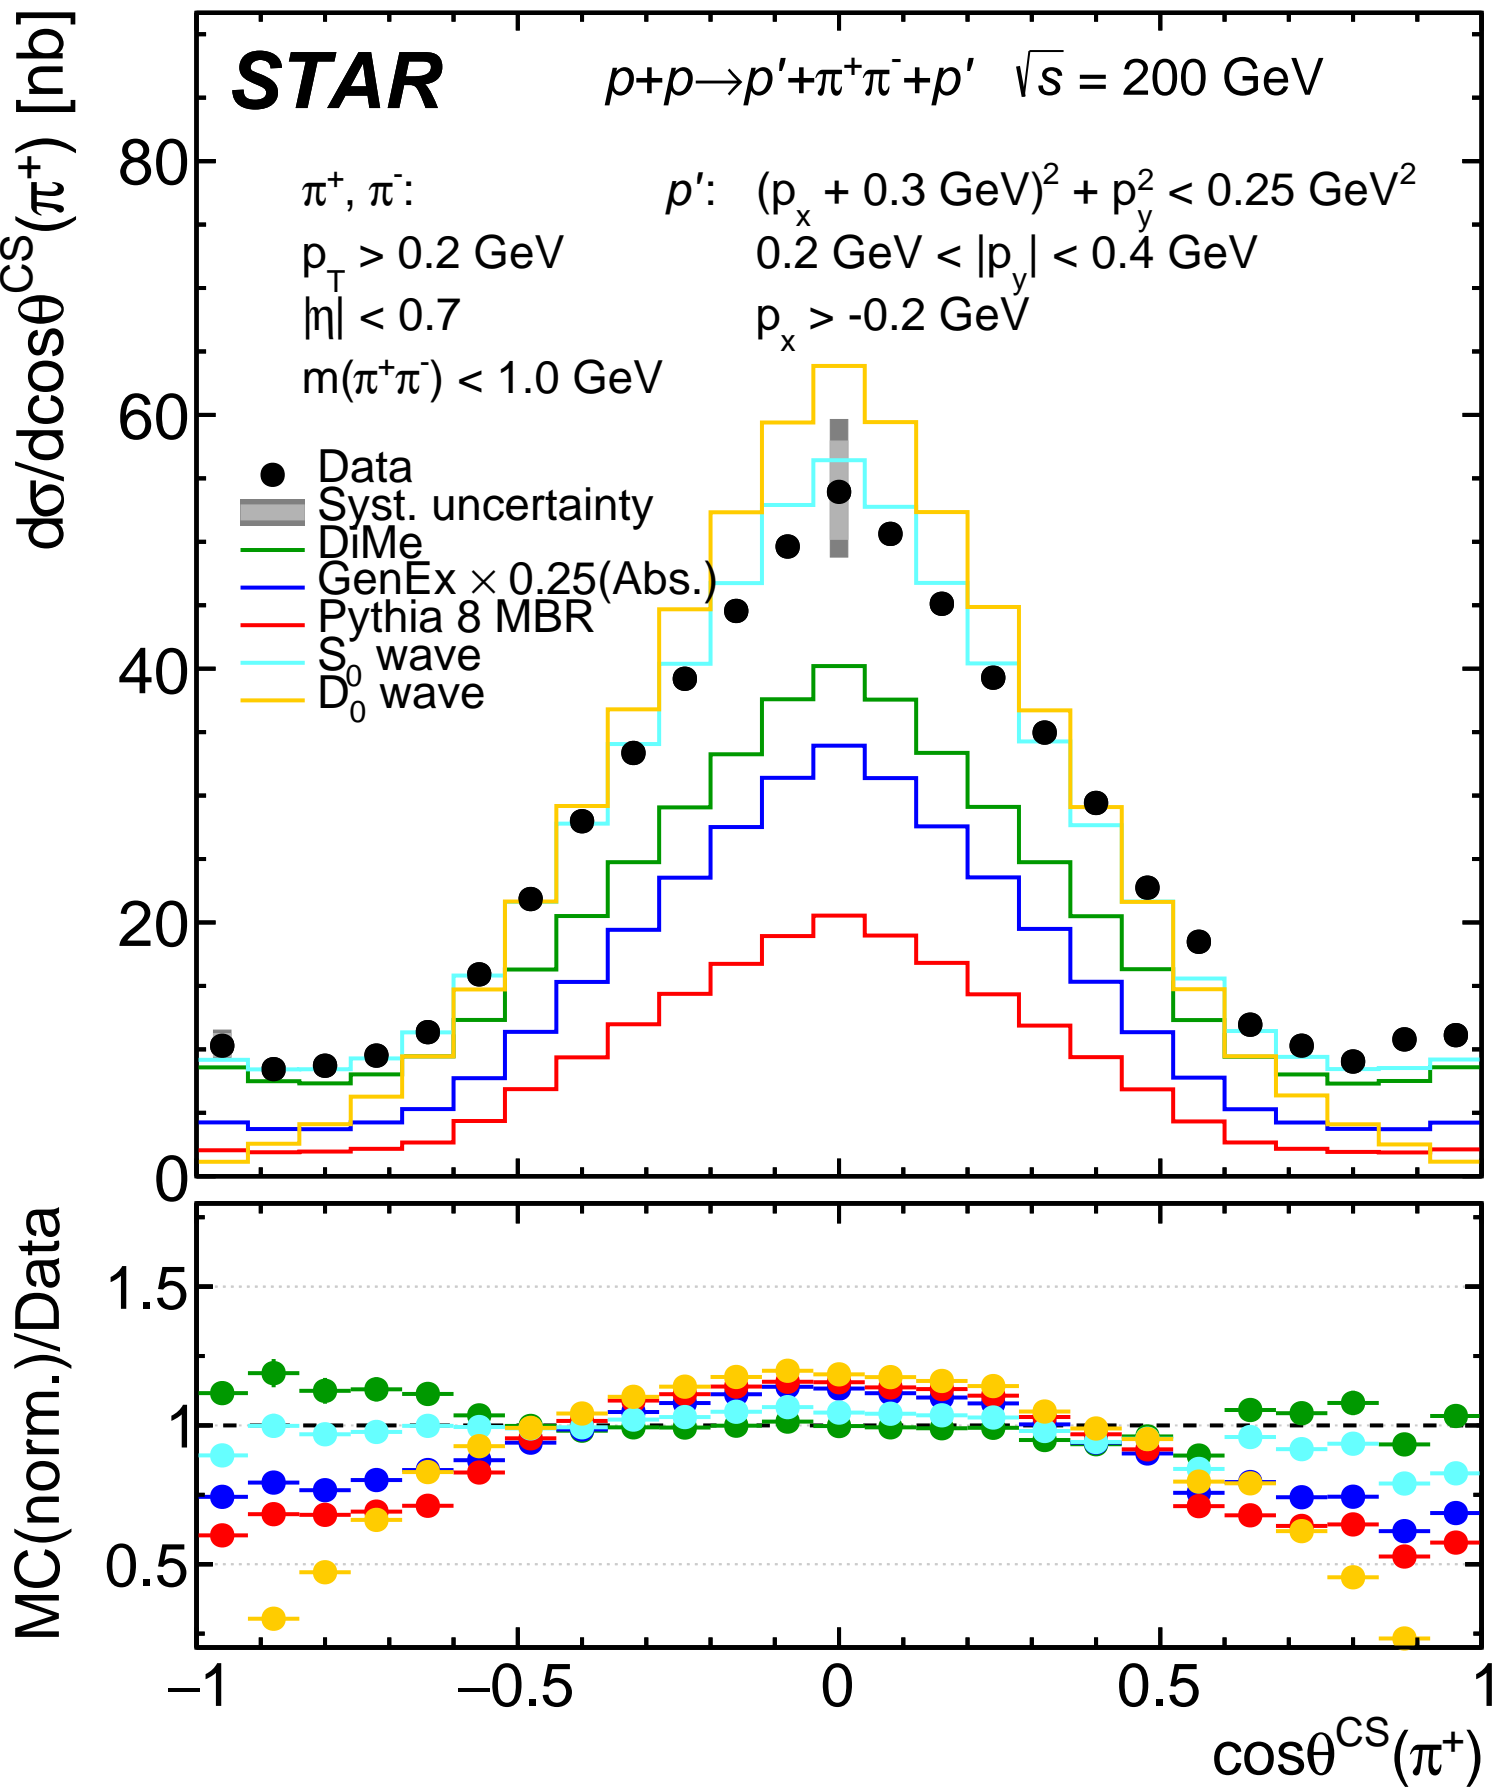 STAR p+p→p′+π⁺π⁻+p′ √s = 200 GeV
π⁺, π⁻: p′: (pₓ + 0.3 GeV)² + p_y² < 0.25 GeV²
p_T > 0.2 GeV 0.2 GeV < |p_y| < 0.4 GeV
|η| < 0.7 pₓ > -0.2 GeV
m(π⁺π⁻) < 1.0 GeV
Data
Syst. uncertainty
DiMe
GenEx × 0.25(Abs.)
Pythia 8 MBR
S₀ wave
D₀ wave
dσ/dcosθ^CS(π⁺) [nb]
80
60
40
20
0
MC(norm.)/Data
1.5
1
0.5
−1 −0.5 0 0.5 1
cosθ^CS(π⁺)